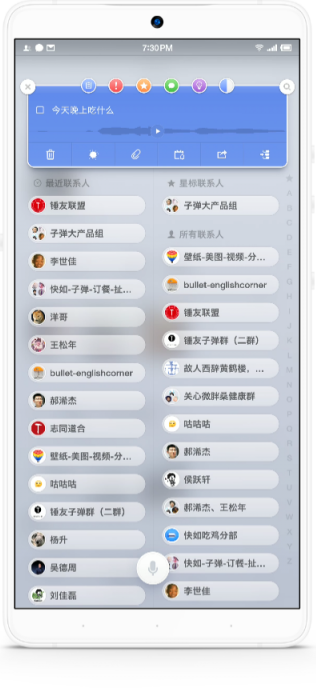 7:30PM
今天晚上吃什么
最近联系人
锤友联盟
子弹大产品组
李世佳
快如-子弹-订餐-扯...
洋哥
王松年
bullet-englishcorner
郝浠杰
志同道合
壁纸-美图-视频-分...
咕咕咕
锤友子弹群（二群）
杨升
吴德周
刘佳磊
星标联系人
子弹大产品组
所有联系人
壁纸-美图-视频-分...
bullet-englishcorner
锤友联盟
锤友子弹群（二群）
故人西辞黄鹤楼，...
关心微胖燊健康群
咕咕咕
郝浠杰
侯跃轩
郝浠杰、王松年
快如吃鸡分部
快如-子弹-订餐-扯...
李世佳